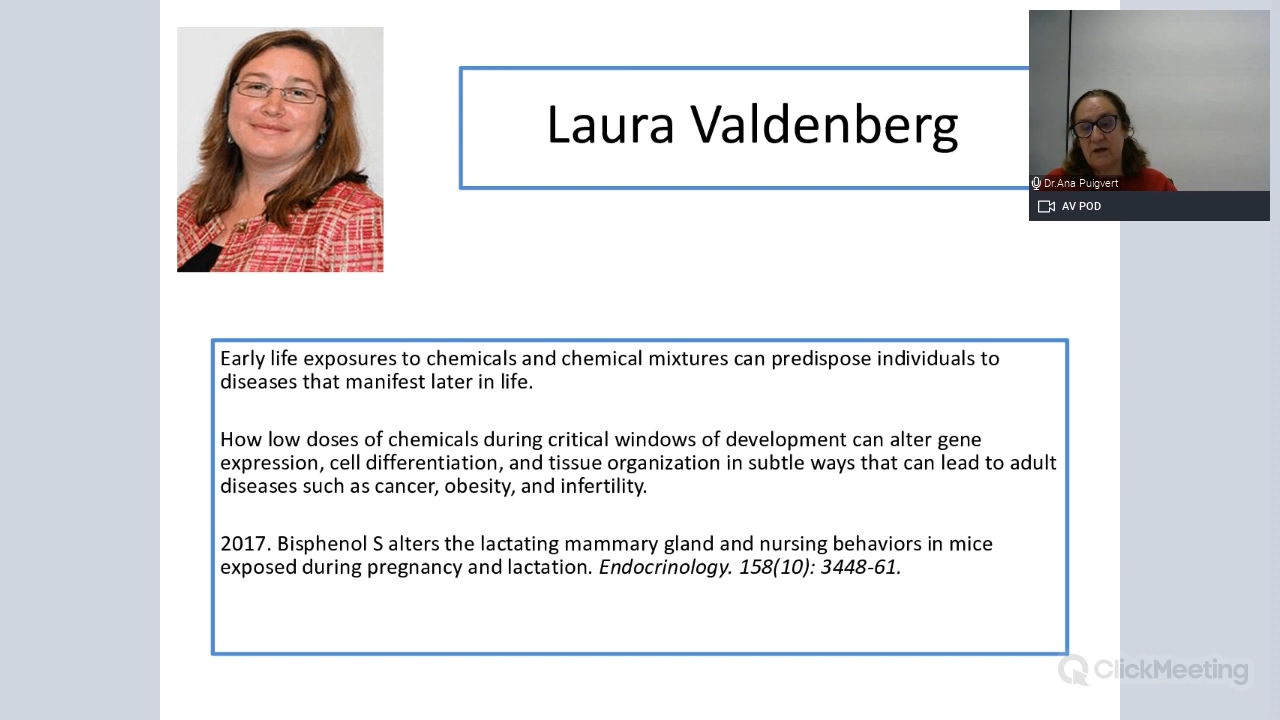 Laura Valdenberg
Dr.Ana Puigvert
AV POD
Early life exposures to chemicals and chemical mixtures can predispose individuals to
diseases that manifest later in life.
How low doses of chemicals during critical windows of development can alter gene
expression, cell differentiation, and tissue organization in subtle ways that can lead to adult
diseases such as cancer, obesity, and infertility.
2017. Bisphenol S alters the lactating mammary gland and nursing behaviors in mice
exposed during pregnancy and lactation. Endocrinology. 158(10): 3448-61.
ClickMeeting